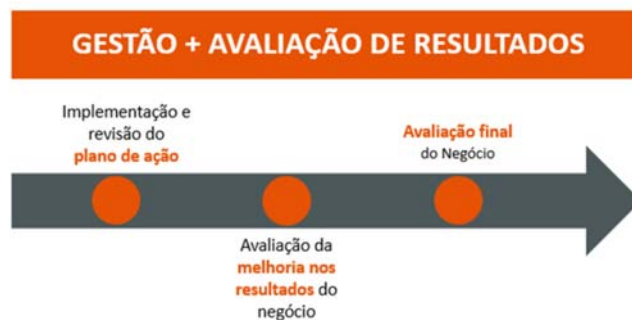 GESTÃO + AVALIAÇÃO DE RESULTADOS
Implementação e
revisão do
plano de ação
Avaliação da
melhoria nos
resultados do
negócio
Avaliação final
do Negócio